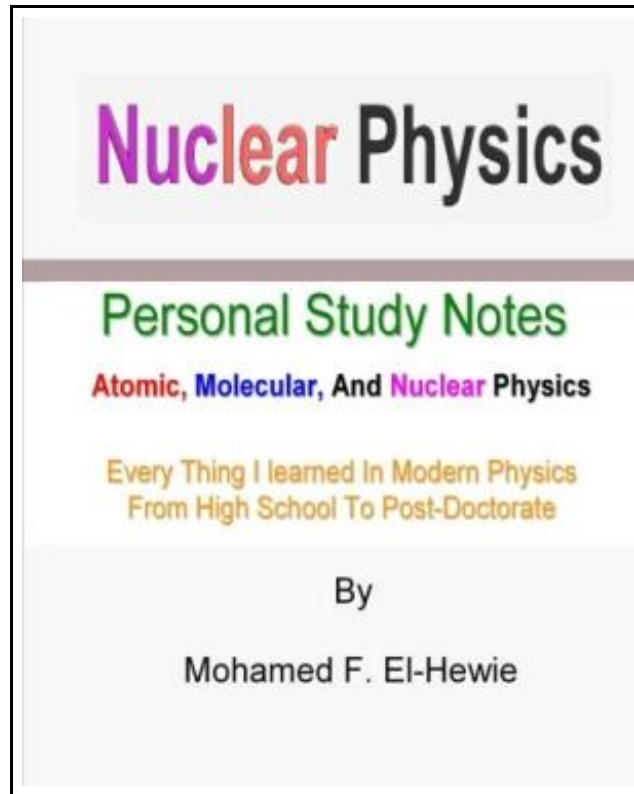 Nuclear Physics
Personal Study Notes
Atomic, Molecular, And Nuclear Physics
Every Thing I learned In Modern Physics
From High School To Post-Doctorate
By
Mohamed F. El-Hewie